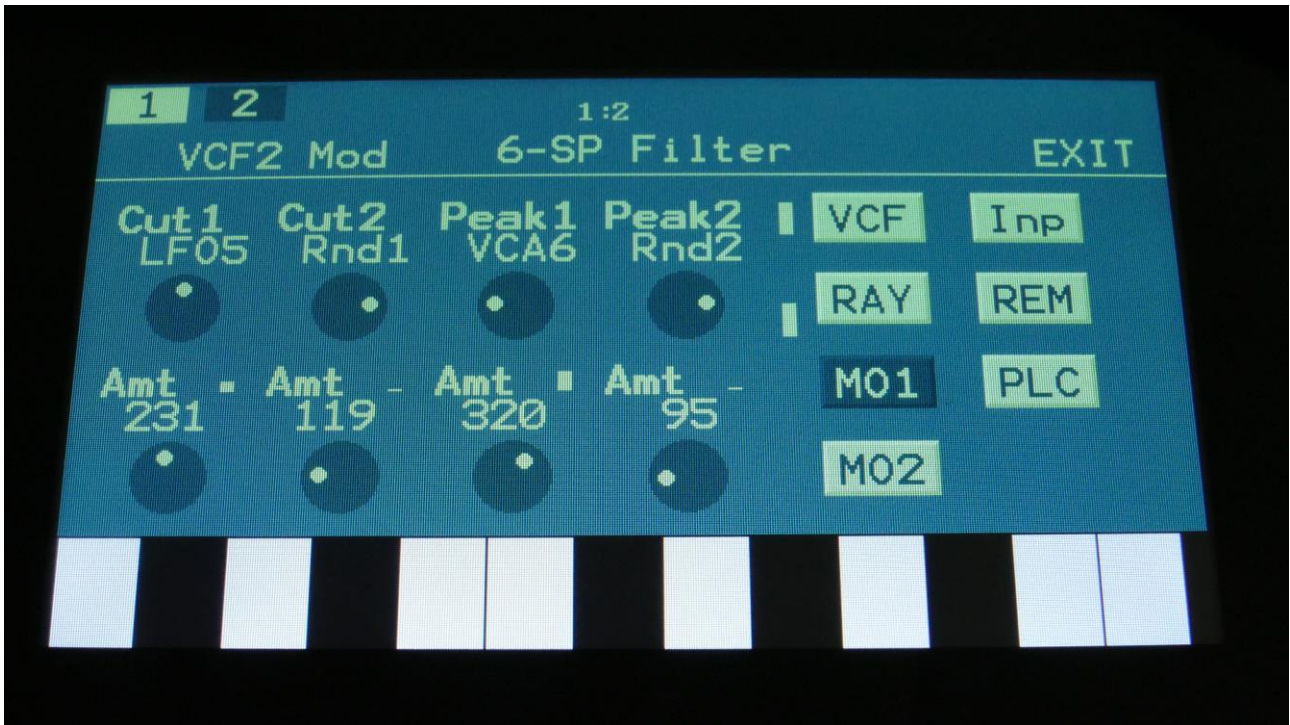 1 2
1:2
VCF2 Mod 6-SP Filter EXIT
Cut1 Cut2 Peak1 Peak2 VCF Inp
LFO5 Rnd1 VCA6 Rnd2
RAY REM
Amt Amt Amt Amt MO1 PLC
231 119 320 95
MO2